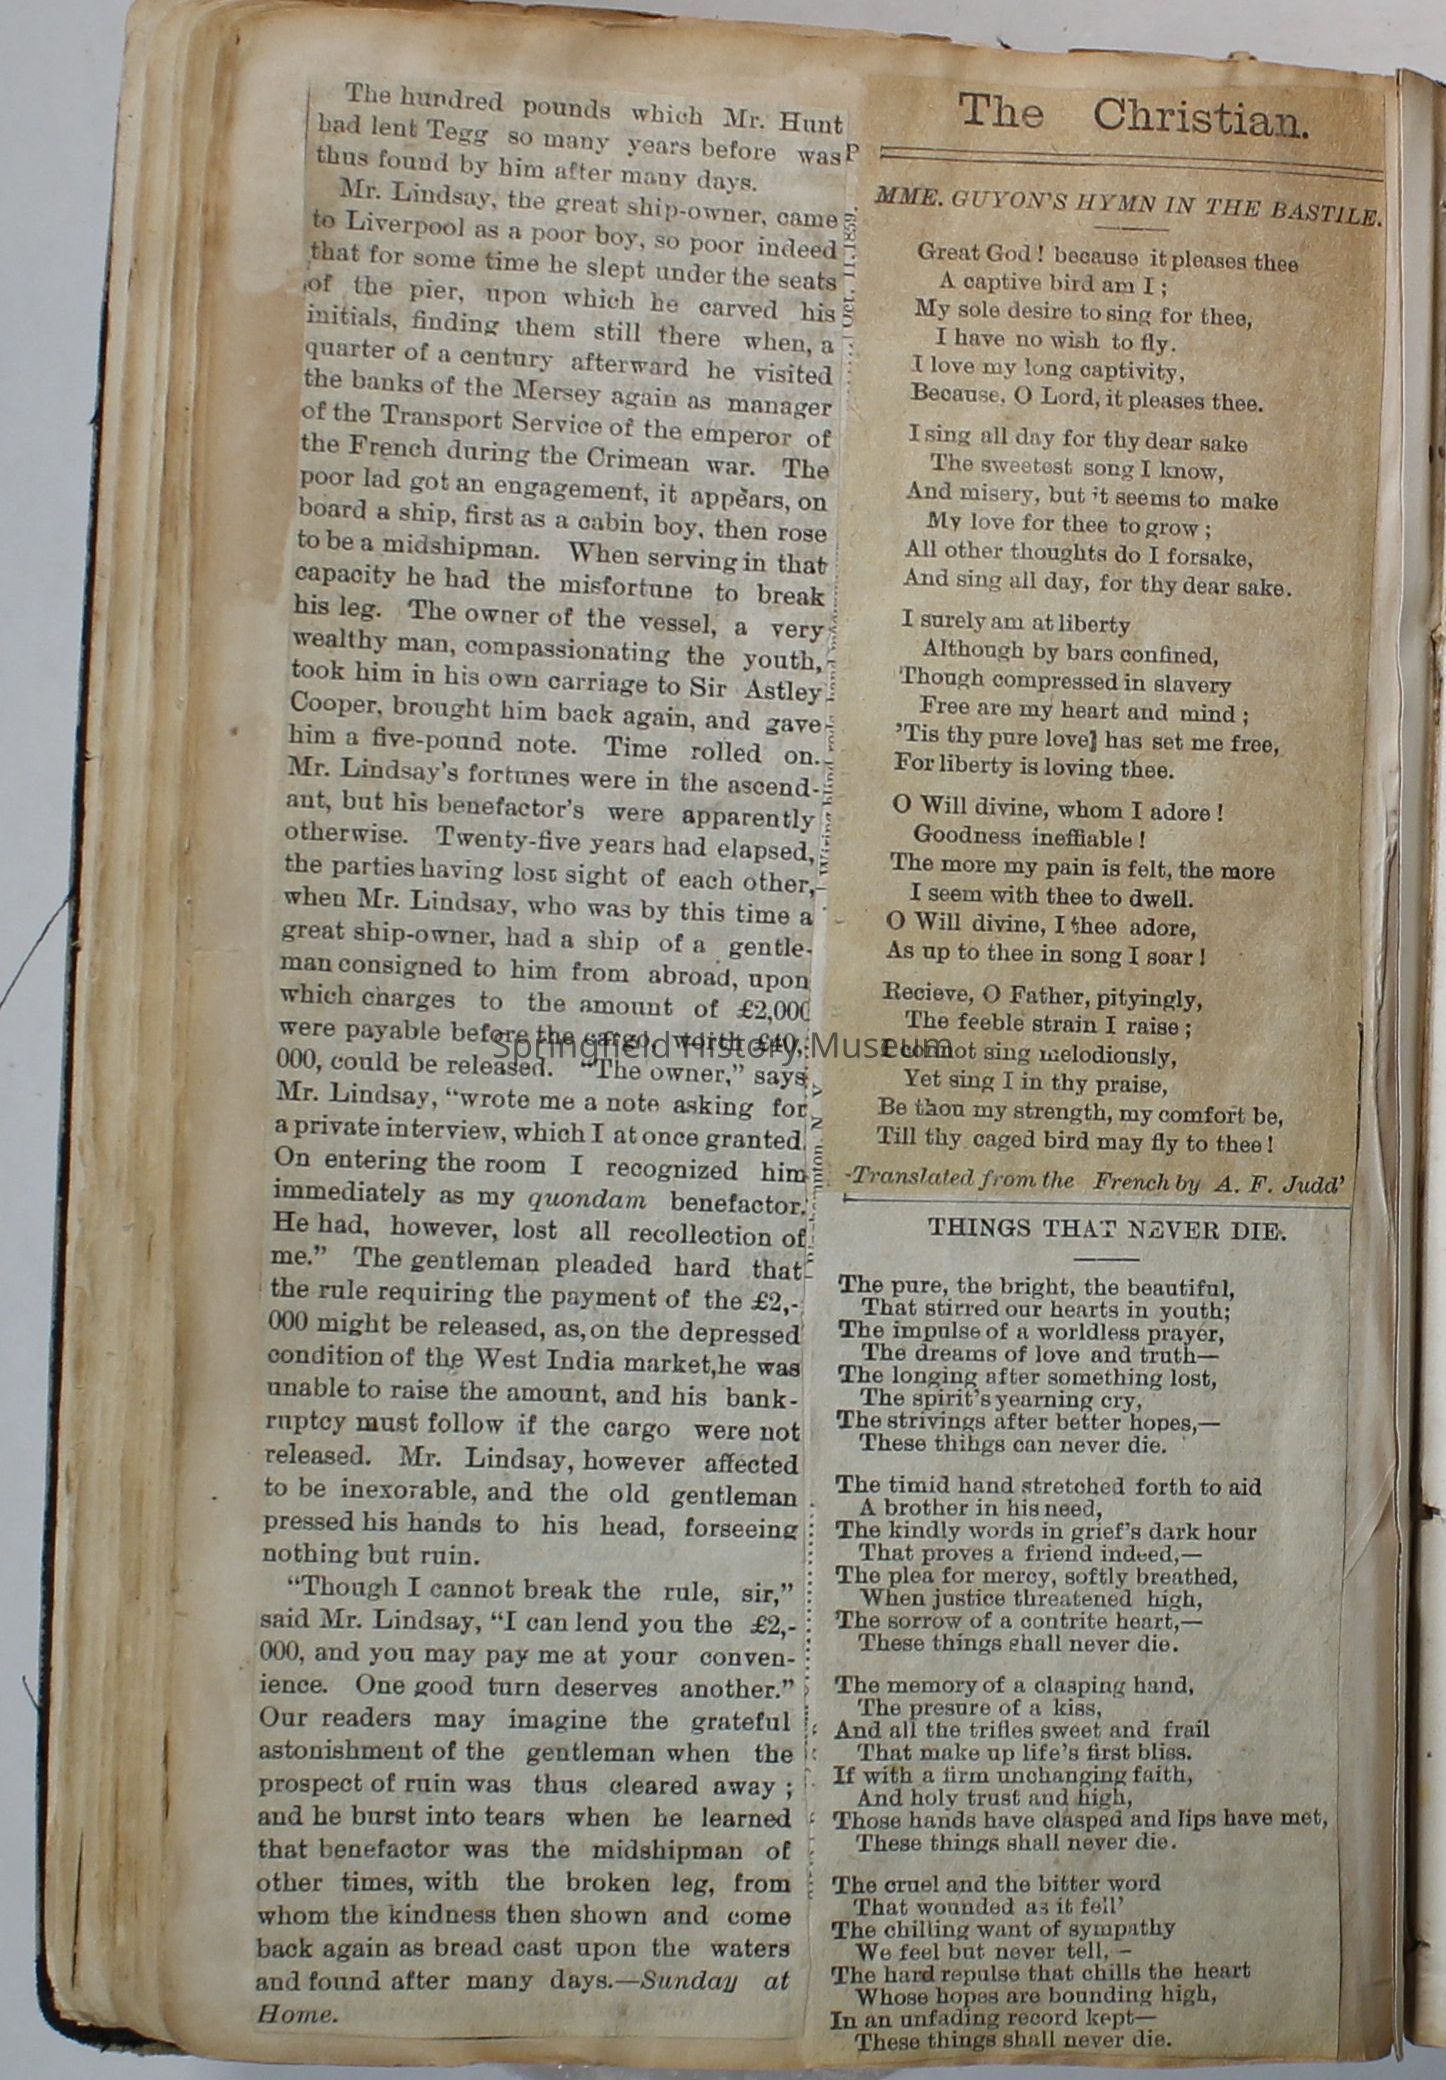 The hundred pounds which Mr. Hunt
had lent Tegg so many years before was
thus found by him after many days.
Mr. Lindsay, the great ship-owner, came
to Liverpool as a poor boy, so poor indeed
that for some time he slept under the seats
of the pier, upon which he carved his
initials, finding them still there when, a
quarter of a century afterward he visited
the banks of the Mersey again as manager
of the Transport Service of the emperor of
the French during the Crimean war. The
poor lad got an engagement, it appears, on
board a ship, first as a cabin boy, then rose
to be a midshipman. When serving in that
capacity he had the misfortune to break
his leg. The owner of the vessel, a very
wealthy man, compassionating the youth,
took him in his own carriage to Sir Astley
Cooper, brought him back again, and gave
him a five-pound note. Time rolled on.
Mr. Lindsay's fortunes were in the ascend-
ant, but his benefactor's were apparently
otherwise. Twenty-five years had elapsed,
the parties having lost sight of each other,
when Mr. Lindsay, who was by this time a
great ship-owner, had a ship of a gentle-
man consigned to him from abroad, upon
which charges to the amount of £2,000
were payable before the cargo, worth £40,-
000, could be released. "The owner," says
Mr. Lindsay, "wrote me a note asking for
a private interview, which I at once granted.
On entering the room I recognized him
immediately as my quondam benefactor.
He had, however, lost all recollection of
me." The gentleman pleaded hard that
the rule requiring the payment of the £2,-
000 might be released, as, on the depressed
condition of the West India market,he was
unable to raise the amount, and his bank-
ruptcy must follow if the cargo were not
released. Mr. Lindsay, however affected
to be inexorable, and the old gentleman
pressed his hands to his head, forseeing
nothing but ruin.
"Though I cannot break the rule, sir,"
said Mr. Lindsay, "I can lend you the £2,-
000, and you may pay me at your conven-
ience. One good turn deserves another."
Our readers may imagine the grateful
astonishment of the gentleman when the
prospect of ruin was thus cleared away ;
and he burst into tears when he learned
that benefactor was the midshipman of
other times, with the broken leg, from
whom the kindness then shown and come
back again as bread cast upon the waters
and found after many days.—Sunday at
Home.
Oct. 11.1859.
The Christian.
MME. GUYON'S HYMN IN THE BASTILE.
Great God ! because it pleases thee
A captive bird am I ;
My sole desire to sing for thee,
I have no wish to fly.
I love my long captivity,
Because, O Lord, it pleases thee.
I sing all day for thy dear sake
The sweetest song I know,
And misery, but it seems to make
My love for thee to grow ;
All other thoughts do I forsake,
And sing all day, for thy dear sake.
I surely am at liberty
Although by bars confined,
Though compressed in slavery
Free are my heart and mind ;
'Tis thy pure love] has set me free,
For liberty is loving thee.
O Will divine, whom I adore !
Goodness ineffiable !
The more my pain is felt, the more
I seem with thee to dwell.
O Will divine, I thee adore,
As up to thee in song I soar !
Recieve, O Father, pityingly,
The feeble strain I raise ;
I cannot sing melodiously,
Yet sing I in thy praise,
Be thou my strength, my comfort be,
Till thy caged bird may fly to thee !
-Translated from the French by A. F. Judd'
THINGS THAT NEVER DIE.
The pure, the bright, the beautiful,
That stirred our hearts in youth;
The impulse of a worldless prayer,
The dreams of love and truth—
The longing after something lost,
The spirit's yearning cry,
The strivings after better hopes,—
These thihgs can never die.
The timid hand stretched forth to aid
A brother in his need,
The kindly words in grief's dark hour
That proves a friend indeed,—
The plea for mercy, softly breathed,
When justice threatened high,
The sorrow of a contrite heart,—
These things shall never die.
The memory of a clasping hand,
The presure of a kiss,
And all the trifles sweet and frail
That make up life's first bliss.
If with a firm unchanging faith,
And holy trust and high,
Those hands have clasped and lips have met,
These things shall never die.
The cruel and the bitter word
That wounded as it fell'
The chilling want of sympathy
We feel but never tell, —
The hard repulse that chills the heart
Whose hopes are bounding high,
In an unfading record kept—
These things shall never die.
Springfield History Museum